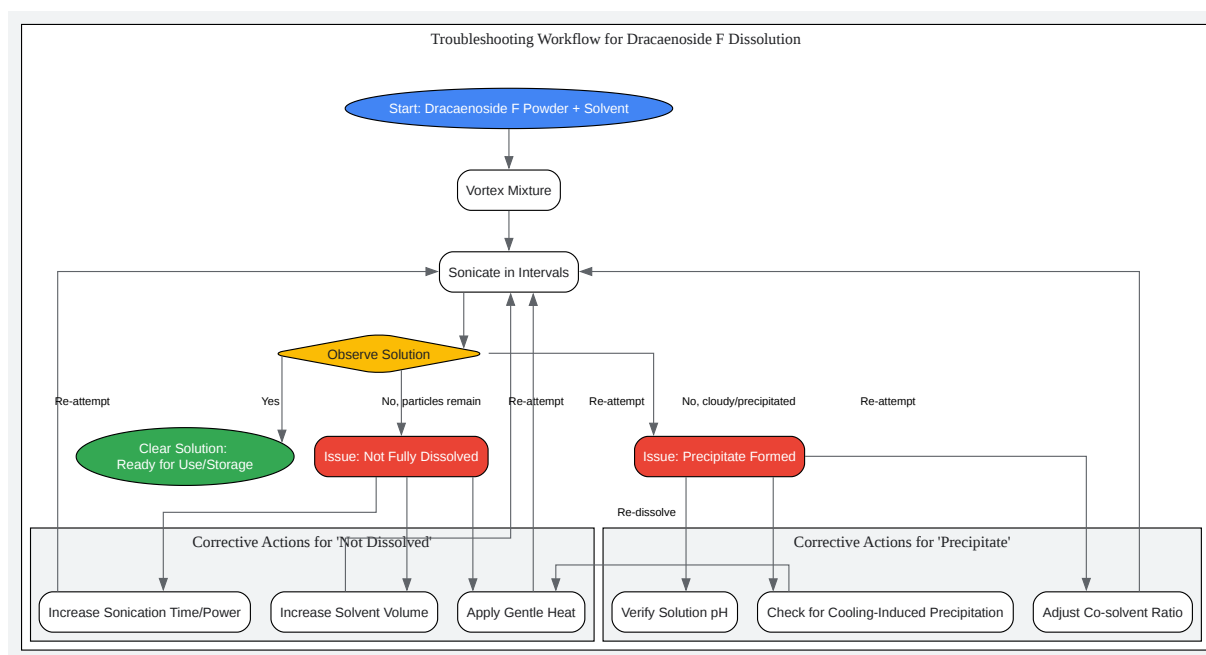 Troubleshooting Workflow for Dracaenoside F Dissolution
Start: Dracaenoside F Powder + Solvent
Vortex Mixture
Sonicate in Intervals
Observe Solution
Re-attempt
Yes
No, particles remain
Re-attempt
Re-attempt
No, cloudy/precipitated
Re-attempt
Clear Solution:
Ready for Use/Storage
Issue: Not Fully Dissolved
Issue: Precipitate Formed
Re-dissolve
Corrective Actions for 'Not Dissolved'
Corrective Actions for 'Precipitate'
Increase Sonication Time/Power
Increase Solvent Volume
Apply Gentle Heat
Verify Solution pH
Check for Cooling-Induced Precipitation
Adjust Co-solvent Ratio